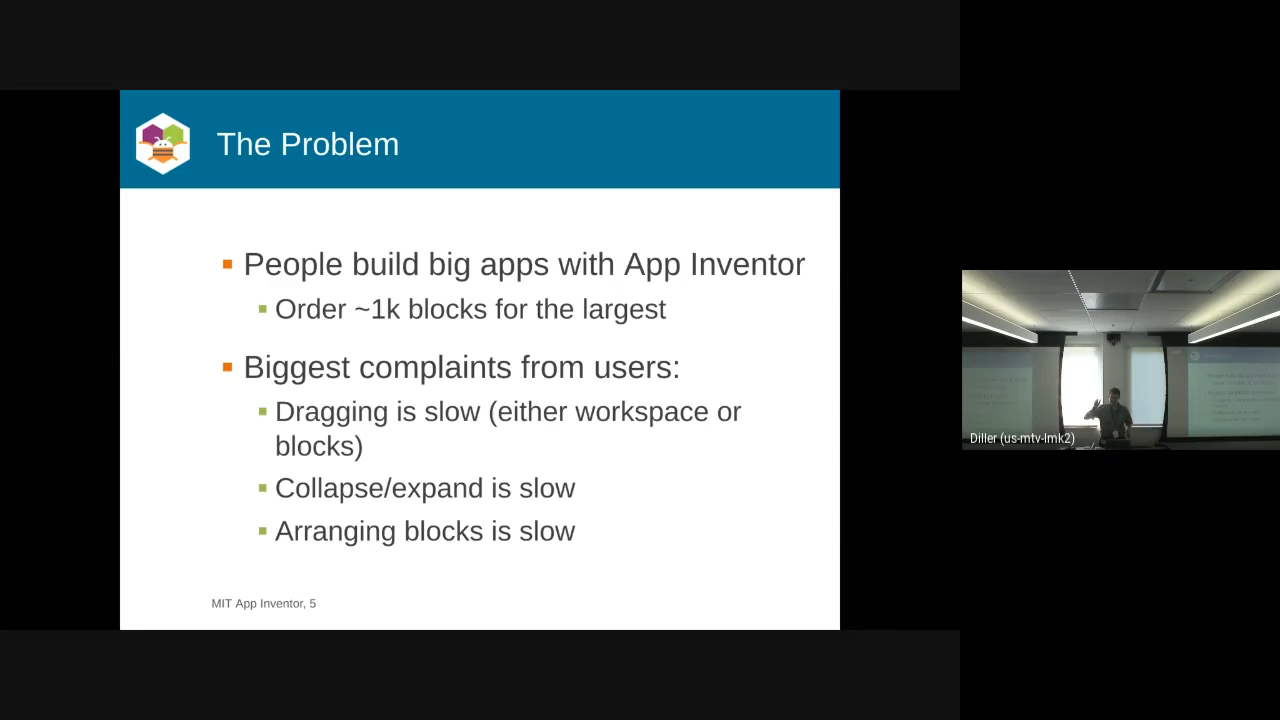 The Problem
People build big apps with App Inventor
Order ~1k blocks for the largest
Biggest complaints from users:
Dragging is slow (either workspace or
blocks)
Collapse/expand is slow
Arranging blocks is slow
MIT App Inventor, 5
Diller (us-mtv-lmk2)